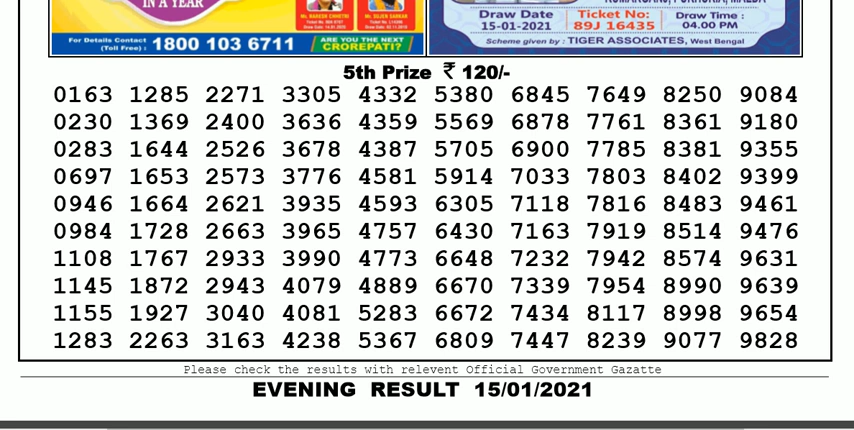 IN A YEAR
For Details Contact
(Toll Free) : 1800 103 6711
ARE YOU THE NEXT
CROREPATI?
Draw Date
15-01-2021
Ticket No:
89J 16435
Draw Time :
04.00 PM
Scheme given by : TIGER ASSOCIATES, West Bengal
5th Prize ₹ 120/-
0163 1285 2271 3305 4332 5380 6845 7649 8250 9084
0230 1369 2400 3636 4359 5569 6878 7761 8361 9180
0283 1644 2526 3678 4387 5705 6900 7785 8381 9355
0697 1653 2573 3776 4581 5914 7033 7803 8402 9399
0946 1664 2621 3935 4593 6305 7118 7816 8483 9461
0984 1728 2663 3965 4757 6430 7163 7919 8514 9476
1108 1767 2933 3990 4773 6648 7232 7942 8574 9631
1145 1872 2943 4079 4889 6670 7339 7954 8990 9639
1155 1927 3040 4081 5283 6672 7434 8117 8998 9654
1283 2263 3163 4238 5367 6809 7447 8239 9077 9828
Please check the results with relevent Official Government Gazatte
EVENING RESULT 15/01/2021